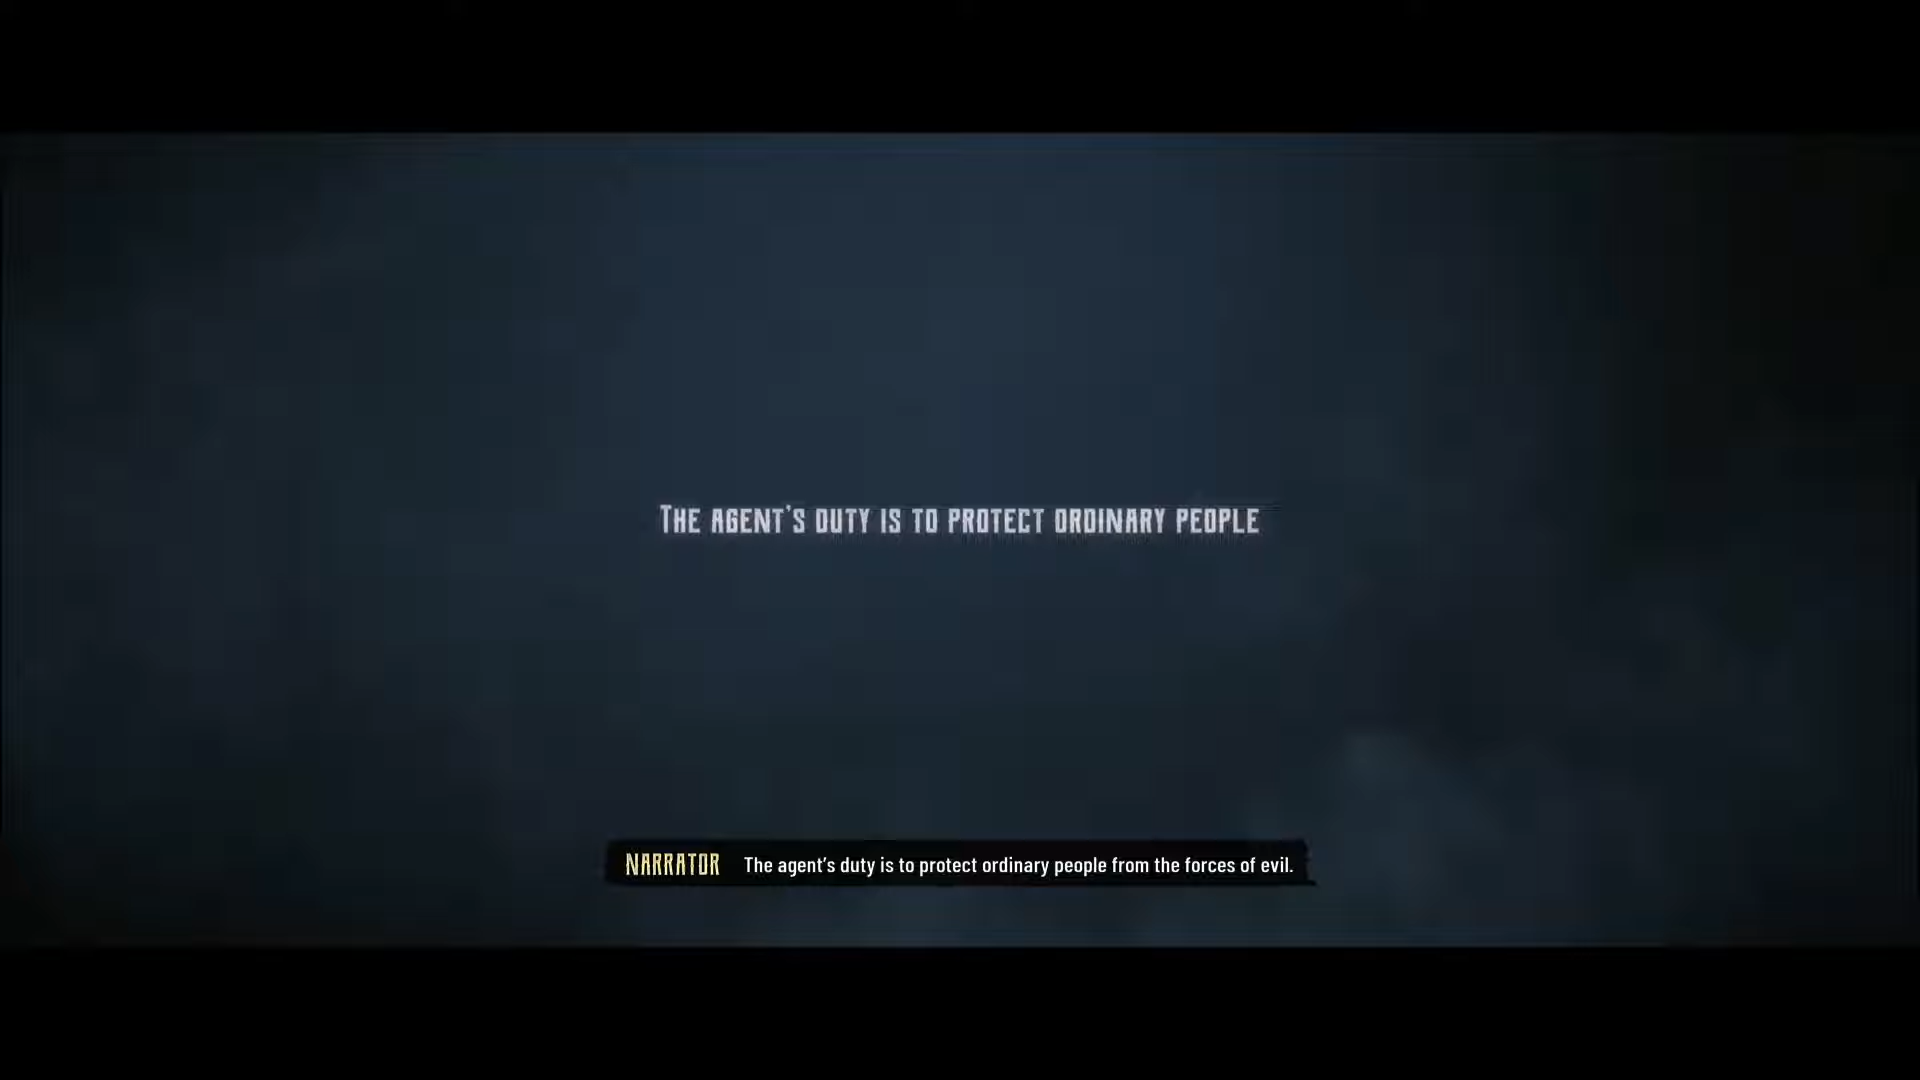 THE AGENT'S DUTY IS TO PROTECT ORDINARY PEOPLE
NARRATOR The agent's duty is to protect ordinary people from the forces of evil.